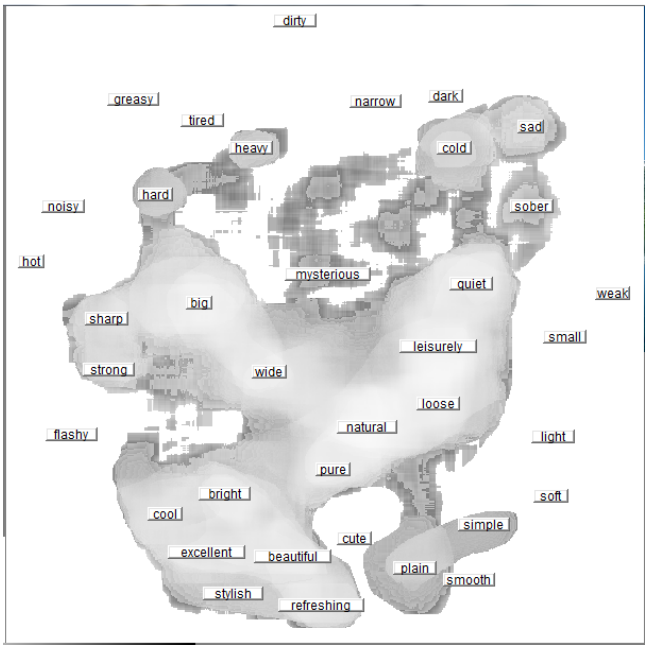 dirty
greasy
narrow
dark
tired
sad
heavy
cold
hard
noisy
sober
hot
mysterious
quiet
weak
big
sharp
small
leisurely
strong
wide
loose
natural
flashy
light
pure
bright
soft
cool
simple
cute
excellent
beautiful
plain
smooth
stylish
refreshing